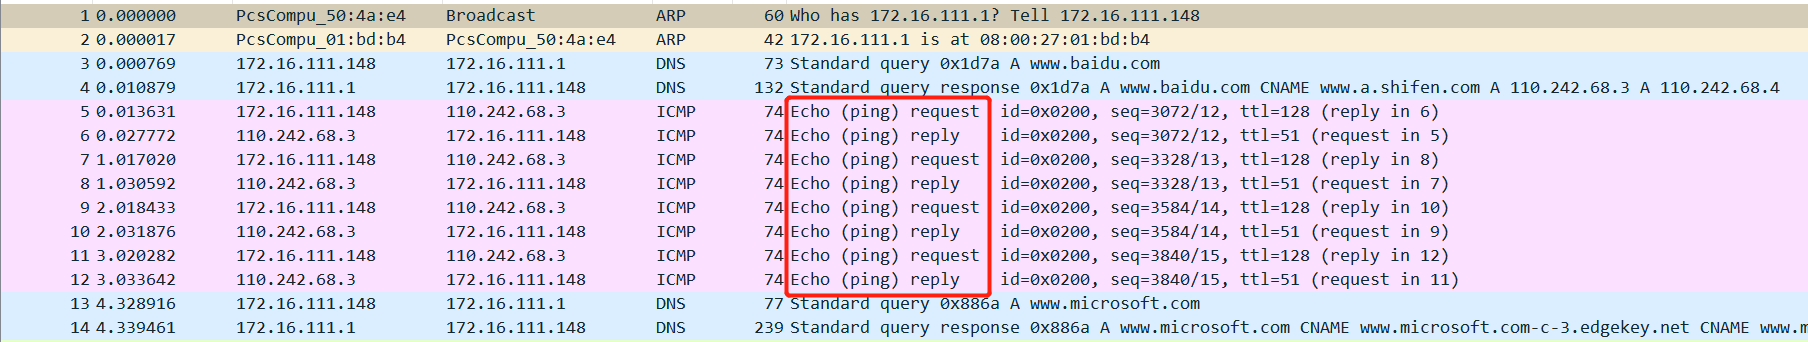 1 0.000000 PcsCompu_50:4a:e4 Broadcast ARP 60 Who has 172.16.111.1? Tell 172.16.111.148
2 0.000017 PcsCompu_01:bd:b4 PcsCompu_50:4a:e4 ARP 42 172.16.111.1 is at 08:00:27:01:bd:b4
3 0.000769 172.16.111.148 172.16.111.1 DNS 73 Standard query 0x1d7a A www.baidu.com
4 0.010879 172.16.111.1 172.16.111.148 DNS 132 Standard query response 0x1d7a A www.baidu.com CNAME www.a.shifen.com A 110.242.68.3 A 110.242.68.4
5 0.013631 172.16.111.148 110.242.68.3 ICMP 74 Echo (ping) request id=0x0200, seq=3072/12, ttl=128 (reply in 6)
6 0.027772 110.242.68.3 172.16.111.148 ICMP 74 Echo (ping) reply id=0x0200, seq=3072/12, ttl=51 (request in 5)
7 1.017020 172.16.111.148 110.242.68.3 ICMP 74 Echo (ping) request id=0x0200, seq=3328/13, ttl=128 (reply in 8)
8 1.030592 110.242.68.3 172.16.111.148 ICMP 74 Echo (ping) reply id=0x0200, seq=3328/13, ttl=51 (request in 7)
9 2.018433 172.16.111.148 110.242.68.3 ICMP 74 Echo (ping) request id=0x0200, seq=3584/14, ttl=128 (reply in 10)
10 2.031876 110.242.68.3 172.16.111.148 ICMP 74 Echo (ping) reply id=0x0200, seq=3584/14, ttl=51 (request in 9)
11 3.020282 172.16.111.148 110.242.68.3 ICMP 74 Echo (ping) request id=0x0200, seq=3840/15, ttl=128 (reply in 12)
12 3.033642 110.242.68.3 172.16.111.148 ICMP 74 Echo (ping) reply id=0x0200, seq=3840/15, ttl=51 (request in 11)
13 4.328916 172.16.111.148 172.16.111.1 DNS 77 Standard query 0x886a A www.microsoft.com
14 4.339461 172.16.111.1 172.16.111.148 DNS 239 Standard query response 0x886a A www.microsoft.com CNAME www.microsoft.com-c-3.edgekey.net CNAME www.m